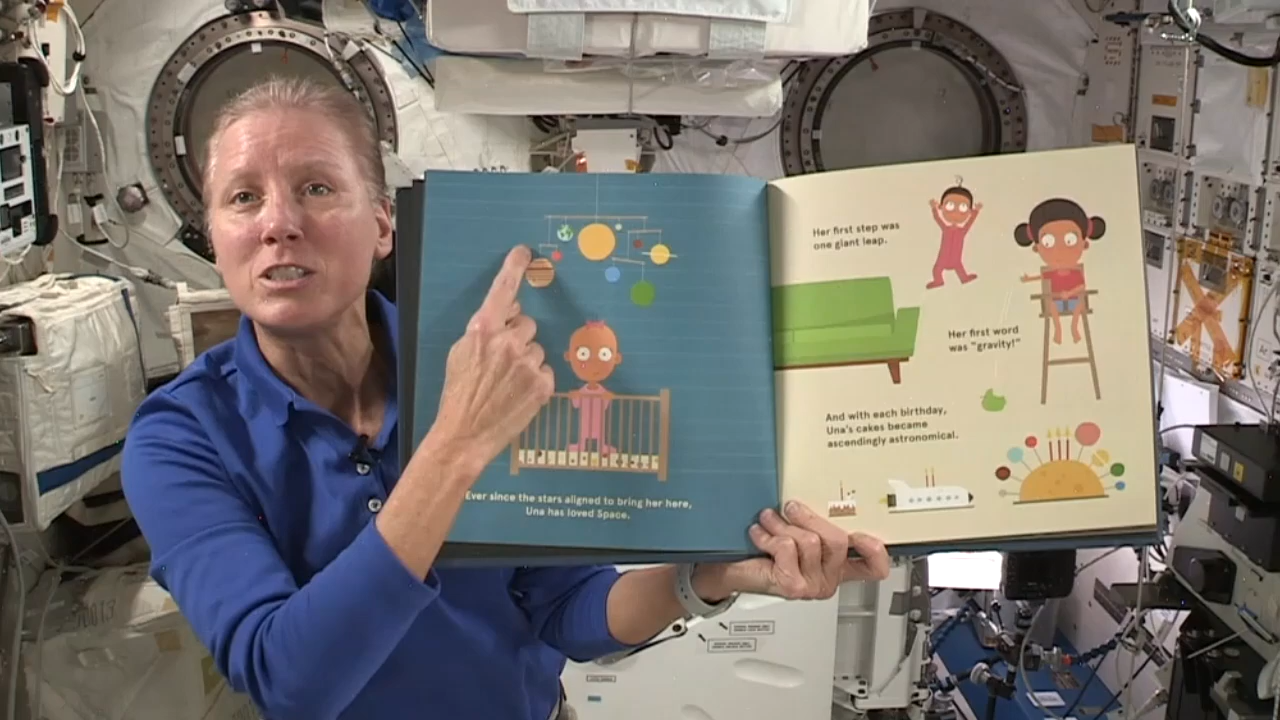 Ever since the stars aligned to bring her here,
Una has loved Space.
Her first step was
one giant leap.
Her first word
was "gravity!"
And with each birthday,
Una's cakes became
ascendingly astronomical.